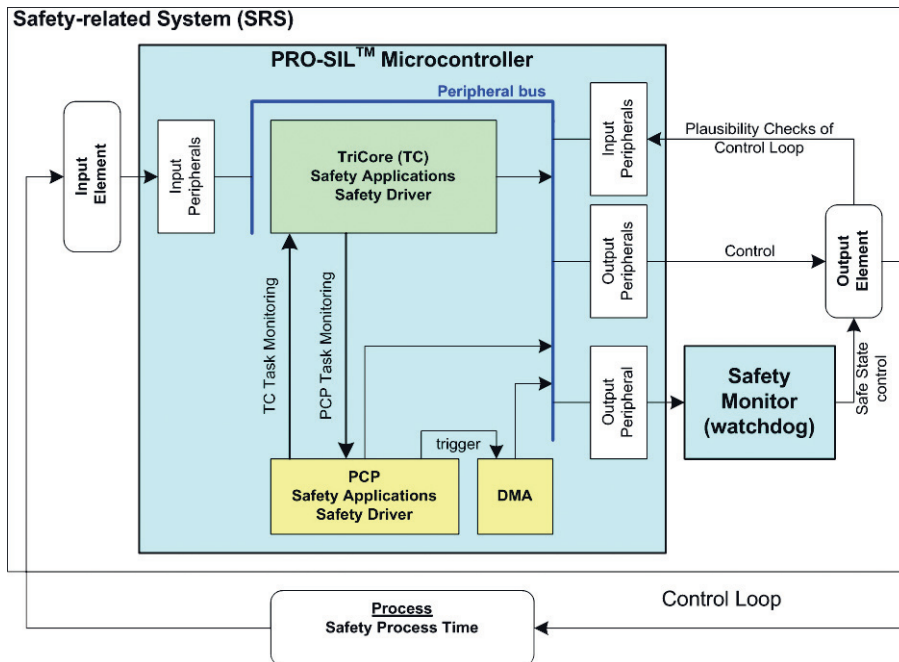 Safety-related System (SRS)
PRO-SIL™ Microcontroller
Peripheral bus
Input
Element
Input
Peripherals
TriCore (TC)
Safety Applications
Safety Driver
Input
Peripherals
Plausibility Checks of
Control Loop
Output
Peripherals
Control
Output
Element
TC Task Monitoring
PCP Task Monitoring
Output
Peripheral
Safety
Monitor
(watchdog)
Safe State
control
trigger
PCP
Safety Applications
Safety Driver
DMA
Process
Safety Process Time
Control Loop